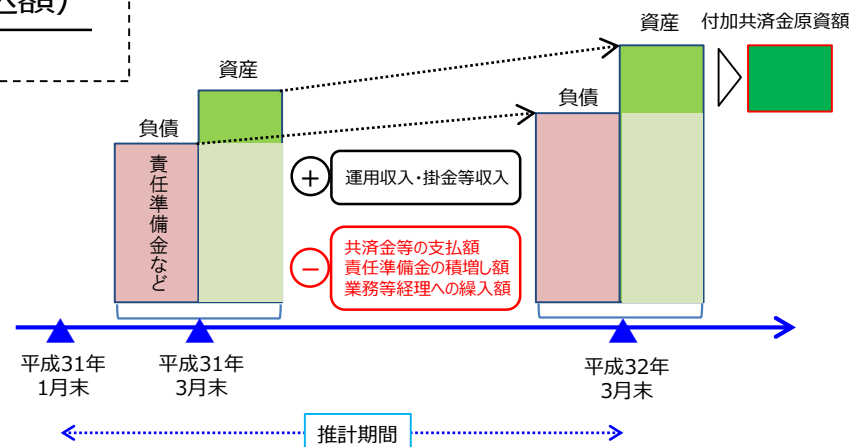 資産
付加共済金原資額
負債
資産
負債
責任準備金など
+
運用収入・掛金等収入
−
共済金等の支払額
責任準備金の積増し額
業務等経理への繰入額
平成31年
1月末
平成31年
3月末
平成32年
3月末
推計期間